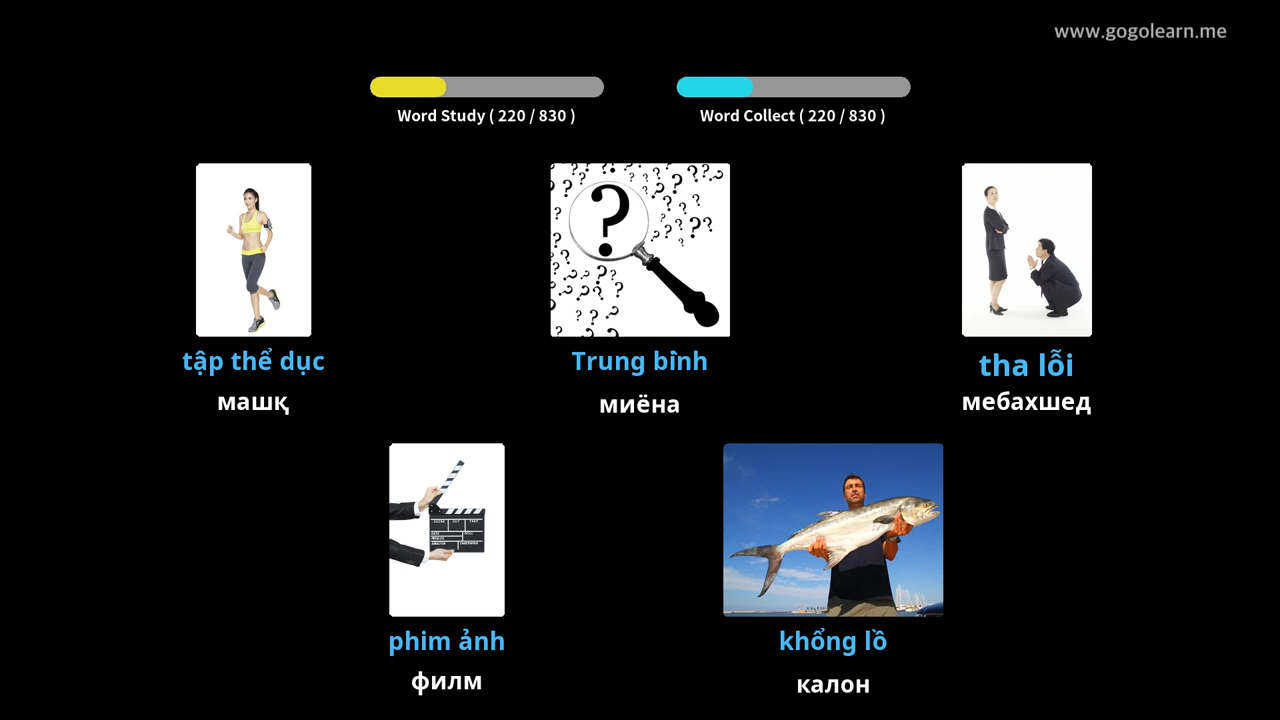 www.gogolearn.me
Word Study ( 220 / 830 )
Word Collect ( 220 / 830 )
tập thể dục
машқ
Trung bình
миёна
tha lỗi
мебахшед
phim ảnh
филм
khổng lồ
калон